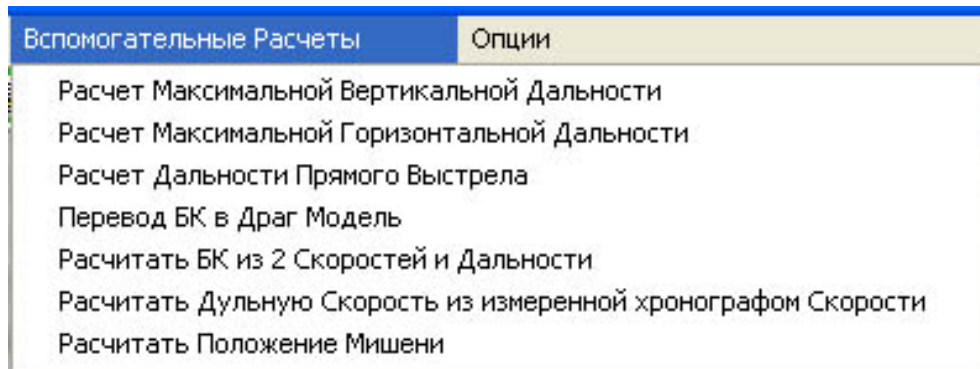 Вспомогательные Расчеты Опции
Расчет Максимальной Вертикальной Дальности
Расчет Максимальной Горизонтальной Дальности
Расчет Дальности Прямого Выстрела
Перевод БК в Драг Модель
Расчитать БК из 2 Скоростей и Дальности
Расчитать Дульную Скорость из измеренной хронографом Скорости
Расчитать Положение Мишени